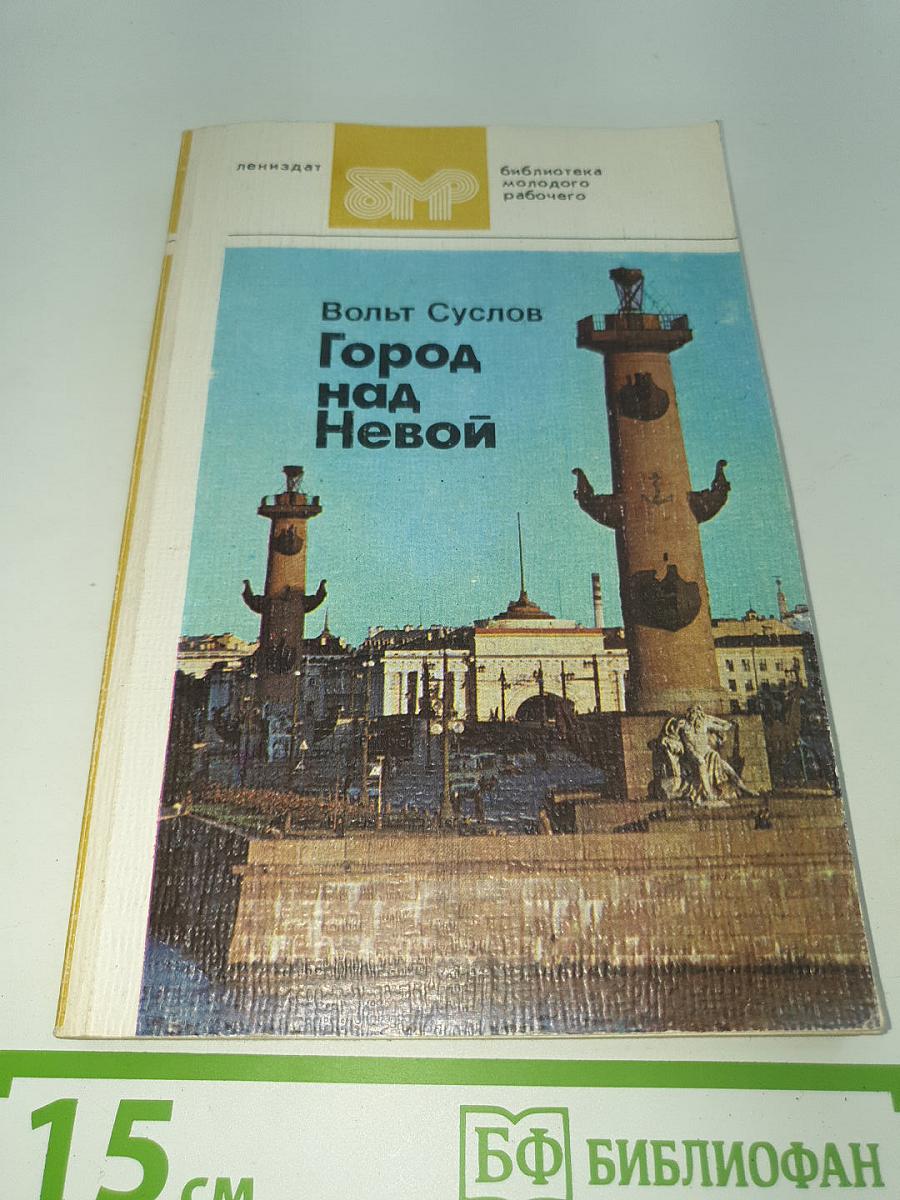 лениздат
бмр
библиотека
молодого
рабочего
Вольт Суслов
Город
над
Невой
15 см
БФ БИБЛИОФАН